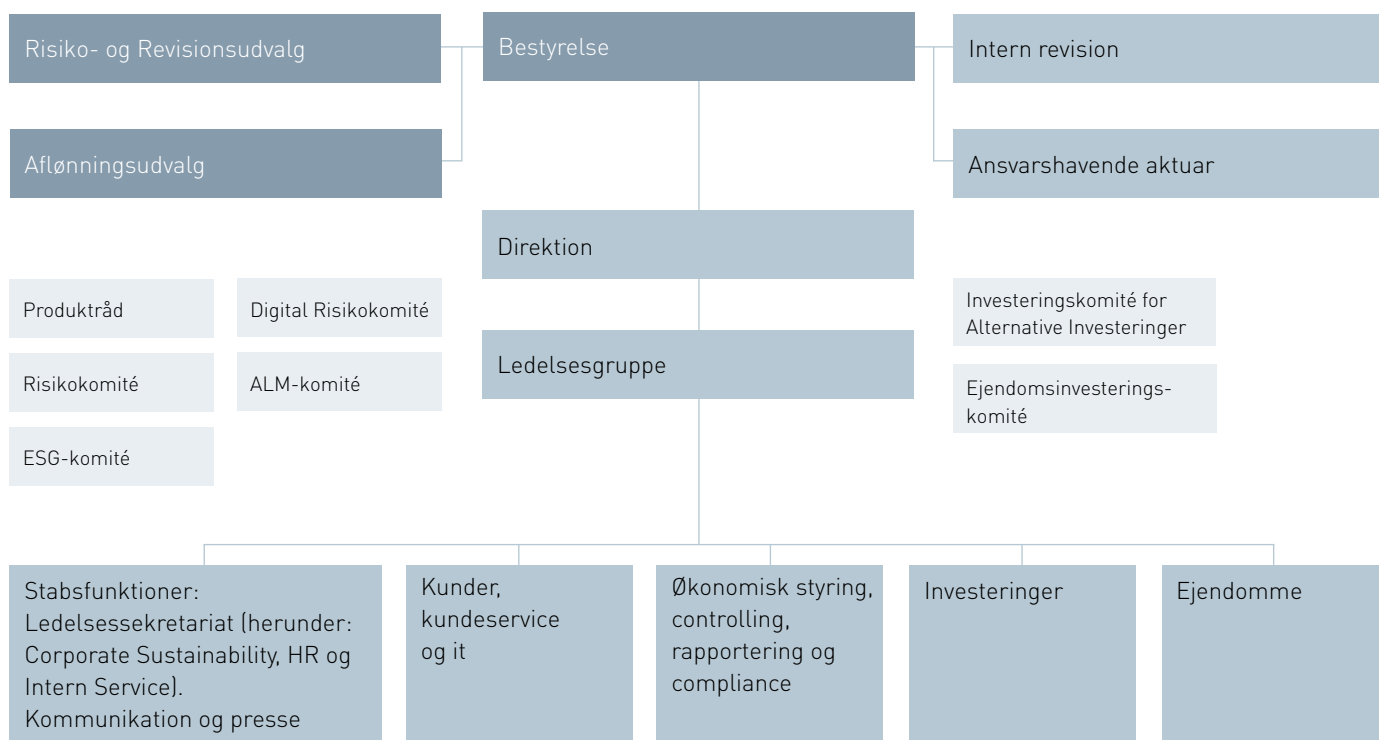 Risiko- og Revisionsudvalg
Bestyrelse
Intern revision
Aflønningsudvalg
Ansvarshavende aktuar
Direktion
Produktråd
Digital Risikokomité
Investeringskomité for
Alternative Investeringer
Ledelsesgruppe
Risikokomité
ALM-komité
Ejendomsinvesterings-
komité
ESG-komité
Stabsfunktioner:
Ledelsessekretariat (herunder:
Corporate Sustainability, HR og
Intern Service).
Kommunikation og presse
Kunder,
kundeservice
og it
Økonomisk styring,
controlling,
rapportering og
compliance
Investeringer
Ejendomme